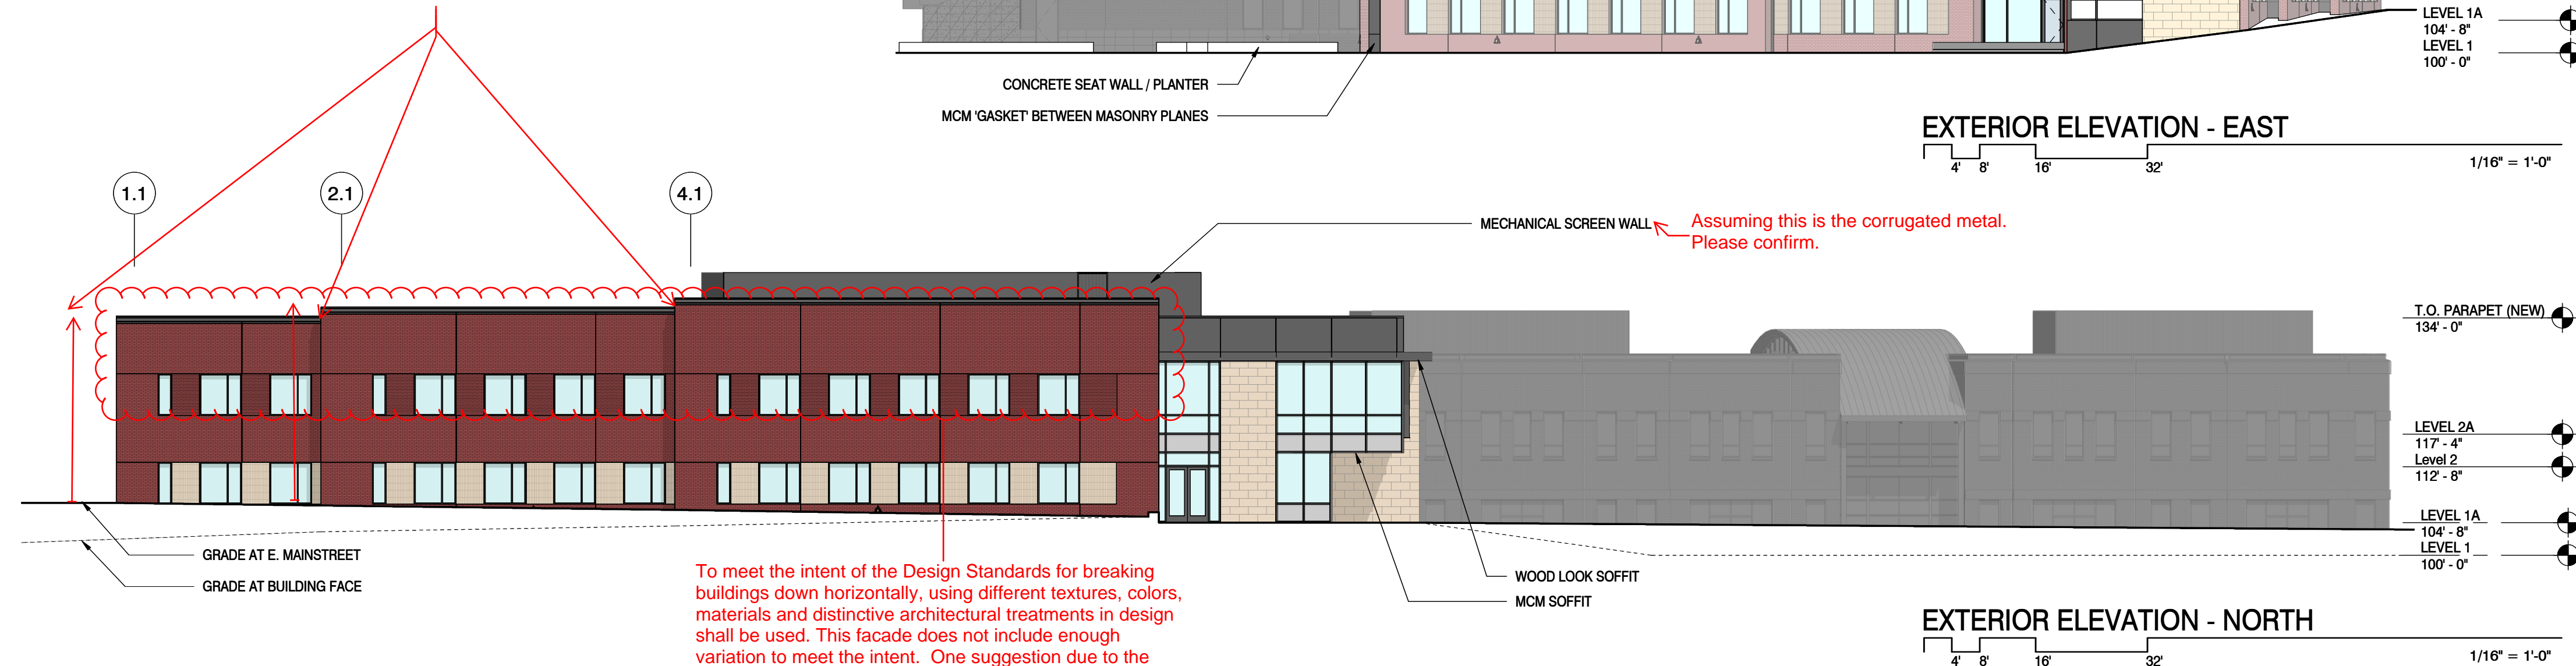 LEVEL 1A
104' - 8"
LEVEL 1
100' - 0"
CONCRETE SEAT WALL / PLANTER
MCM 'GASKET' BETWEEN MASONRY PLANES
EXTERIOR ELEVATION - EAST
4' 8' 16' 32' 1/16" = 1'-0"
1.1 2.1 4.1
MECHANICAL SCREEN WALL
Assuming this is the corrugated metal.
Please confirm.
T.O. PARAPET (NEW)
134' - 0"
LEVEL 2A
117' - 4"
Level 2
112' - 8"
LEVEL 1A
104' - 8"
LEVEL 1
100' - 0"
GRADE AT E. MAINSTREET
GRADE AT BUILDING FACE
To meet the intent of the Design Standards for breaking
buildings down horizontally, using different textures, colors,
materials and distinctive architectural treatments in design
shall be used. This facade does not include enough
variation to meet the intent.  One suggestion due to the
WOOD LOOK SOFFIT
MCM SOFFIT
EXTERIOR ELEVATION - NORTH
4' 8' 16' 32' 1/16" = 1'-0"